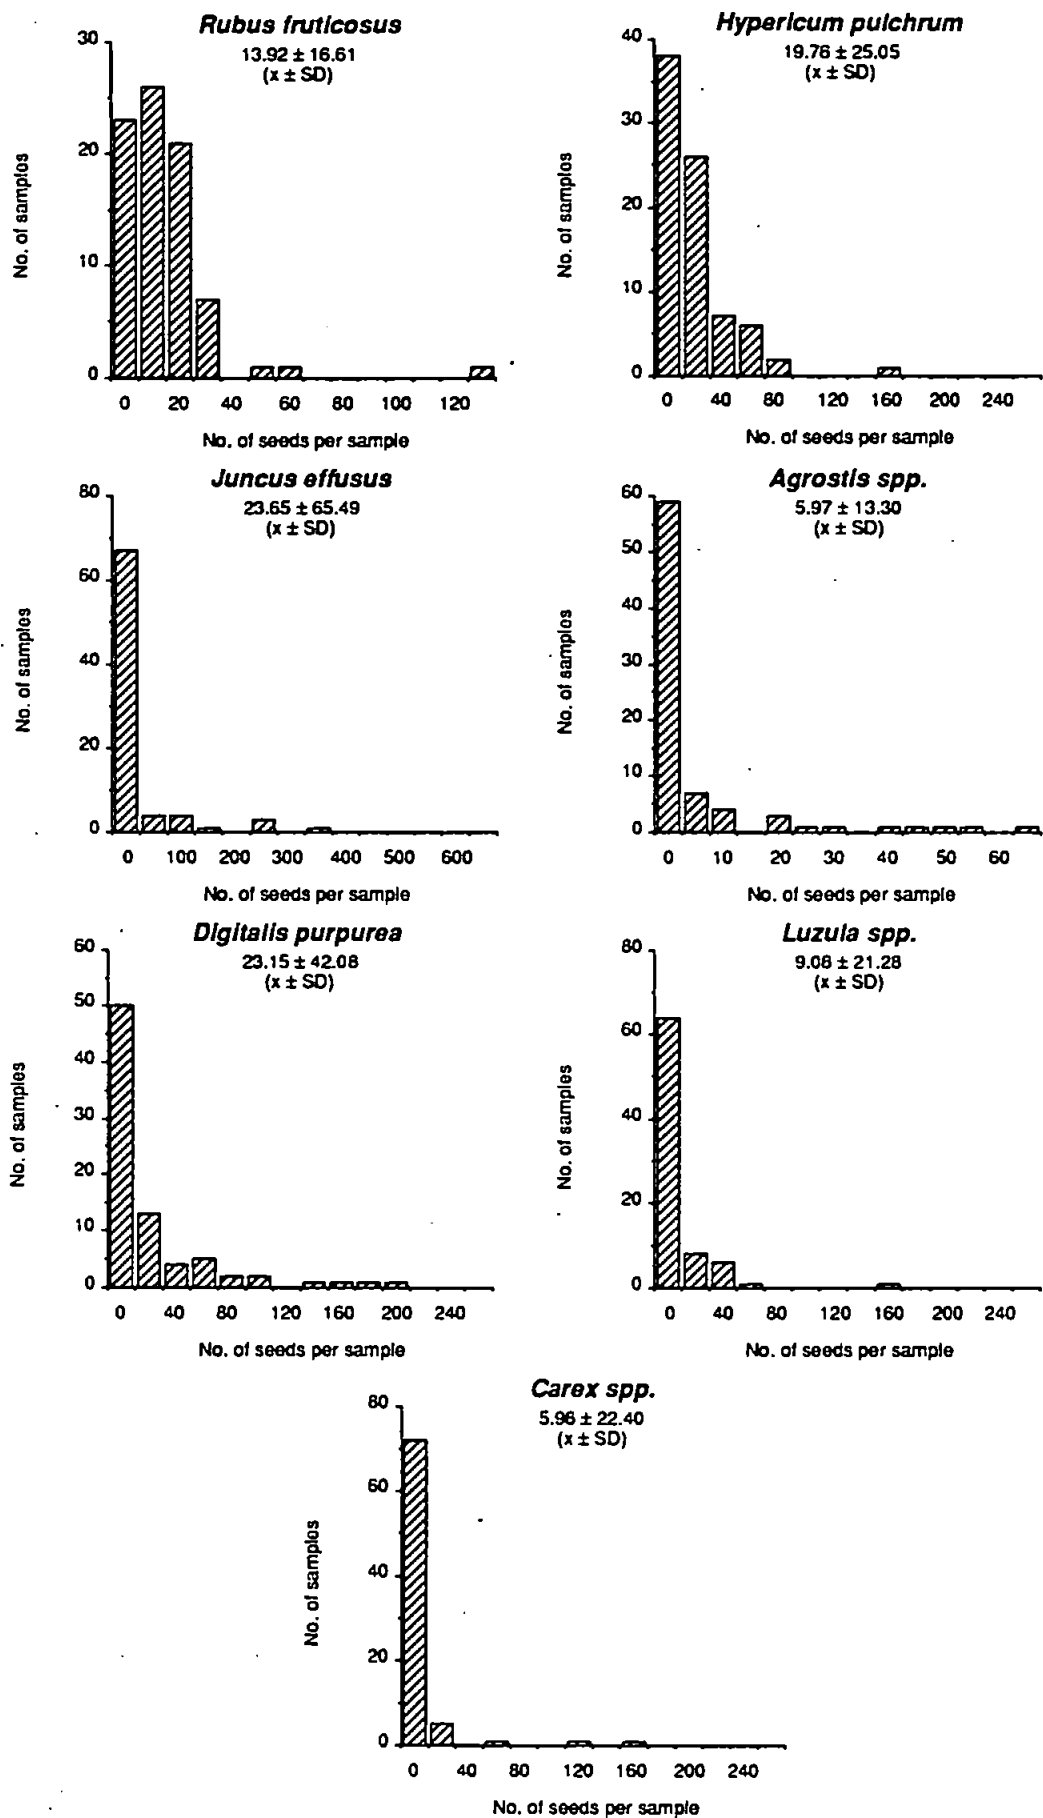 Rubus fruticosus
13.92 ± 16.61
(x ± SD)
30
20
10
0
No. of samples
0 20 40 60 80 100 120
No. of seeds per sample
Hypericum pulchrum
19.76 ± 25.05
(x ± SD)
40
30
20
10
0
No. of samples
0 40 80 120 160 200 240
No. of seeds per sample
Juncus effusus
23.65 ± 65.49
(x ± SD)
80
60
40
20
0
No. of samples
0 100 200 300 400 500 600
No. of seeds per sample
Agrostis spp.
5.97 ± 13.30
(x ± SD)
60
50
40
30
20
10
0
No. of samples
0 10 20 30 40 50 60
No. of seeds per sample
Digitalis purpurea
23.15 ± 42.08
(x ± SD)
60
50
40
30
20
10
0
No. of samples
0 40 80 120 160 200 240
No. of seeds per sample
Luzula spp.
9.08 ± 21.28
(x ± SD)
80
60
40
20
0
No. of samples
0 40 80 120 160 200 240
No. of seeds per sample
Carex spp.
5.96 ± 22.40
(x ± SD)
80
60
40
20
0
No. of samples
0 40 80 120 160 200 240
No. of seeds per sample